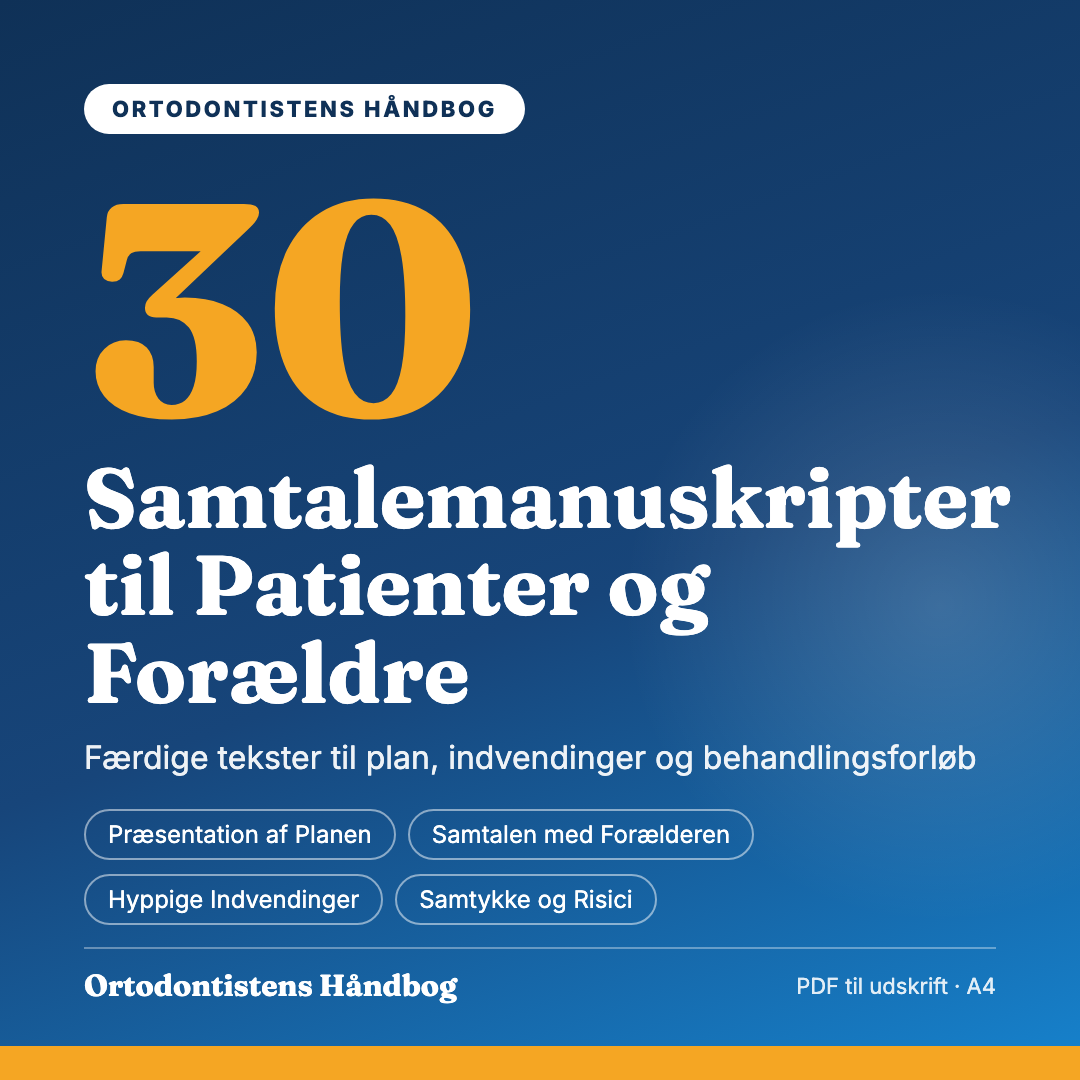 ORTODONTISTENS HÅNDBOG
30
Samtalemanuskripter
til Patienter og
Forældre
Færdige tekster til plan, indvendinger og behandlingsforløb
Præsentation af Planen
Samtalen med Forælderen
Hyppige Indvendinger
Samtykke og Risici
Ortodontistens Håndbog
PDF til udskrift · A4